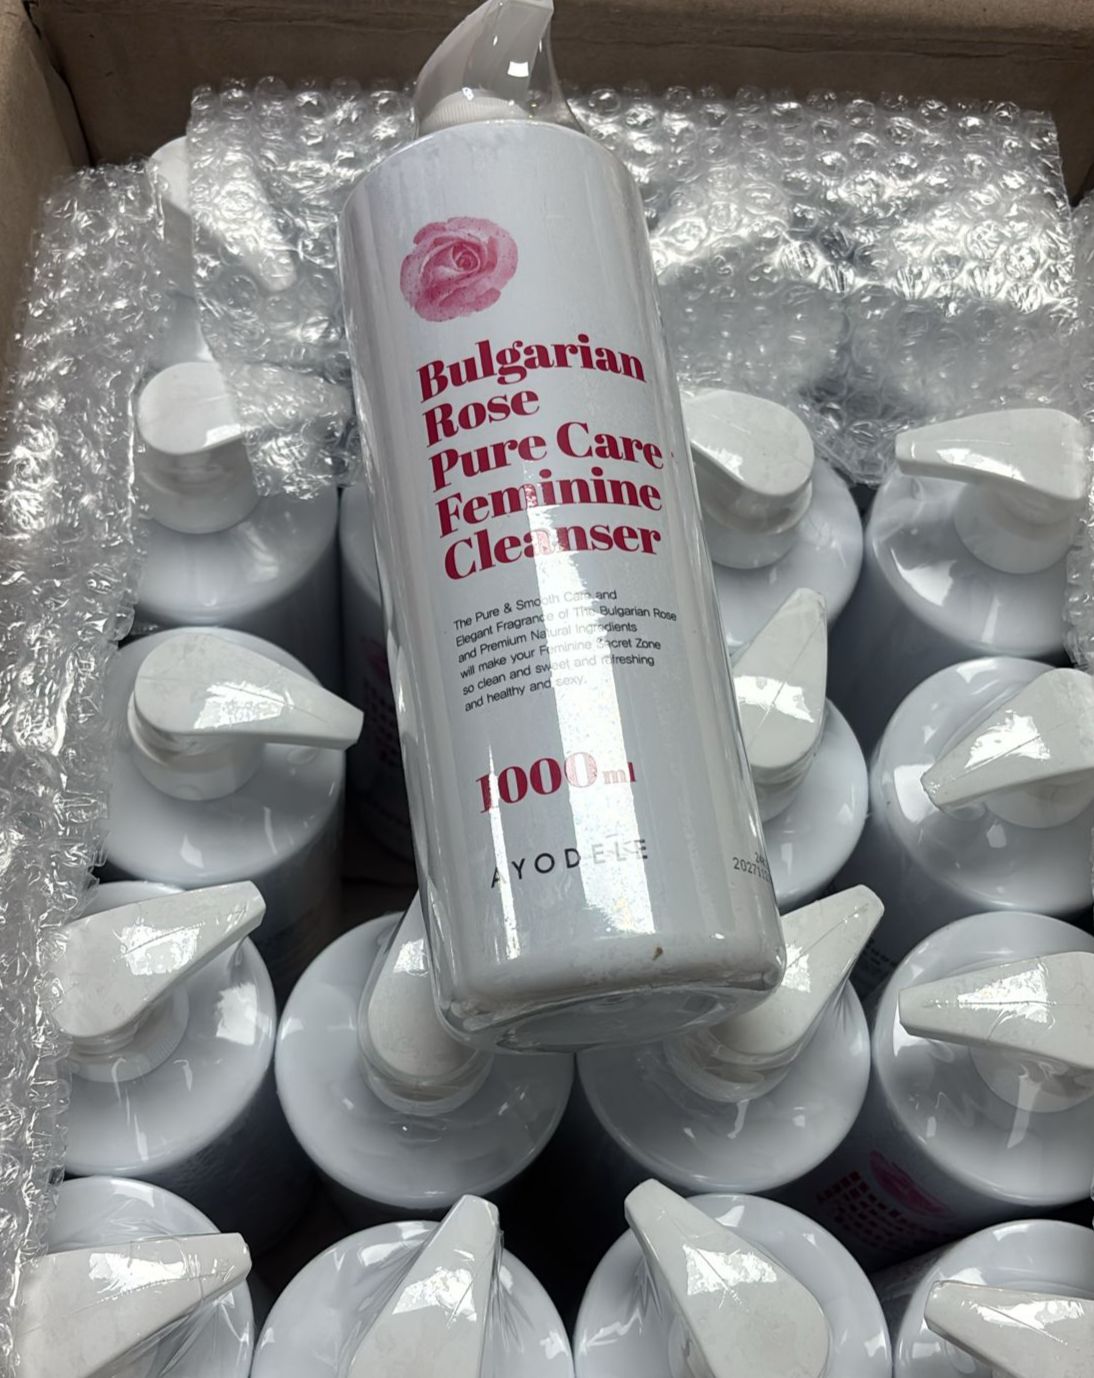 Bulgarian
Rose
Pure Care
Feminine
Cleanser
The Pure & Smooth Care and
Elegant Fragrance of The Bulgarian Rose
and Premium Natural Ingredients
will make your Feminine Secret Zone
so clean and sweet and refreshing
and healthy and sexy.
1000ml
AYODELE